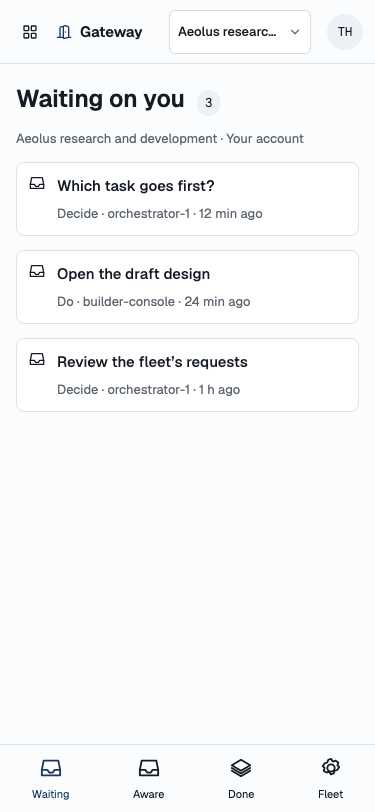 Gateway
Aeolus researc...
TH
Waiting on you 3
Aeolus research and development · Your account
Which task goes first?
Decide · orchestrator-1 · 12 min ago
Open the draft design
Do · builder-console · 24 min ago
Review the fleet’s requests
Decide · orchestrator-1 · 1 h ago
Waiting
Aware
Done
Fleet